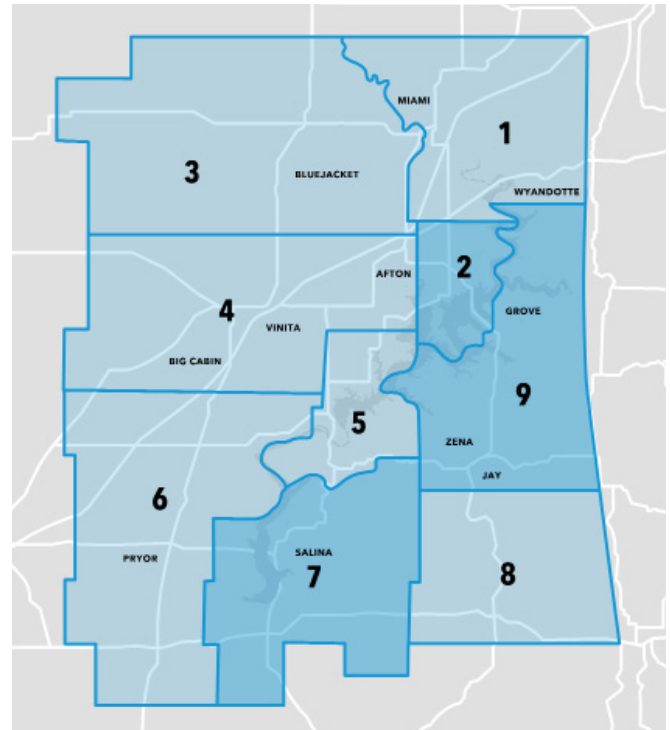 MIAMI
1
3
BLUEJACKET
WYANDOTTE
2
AFTON
4
GROVE
VINITA
BIG CABIN
9
5
ZENA
JAY
6
PRYOR
SALINA
7
8